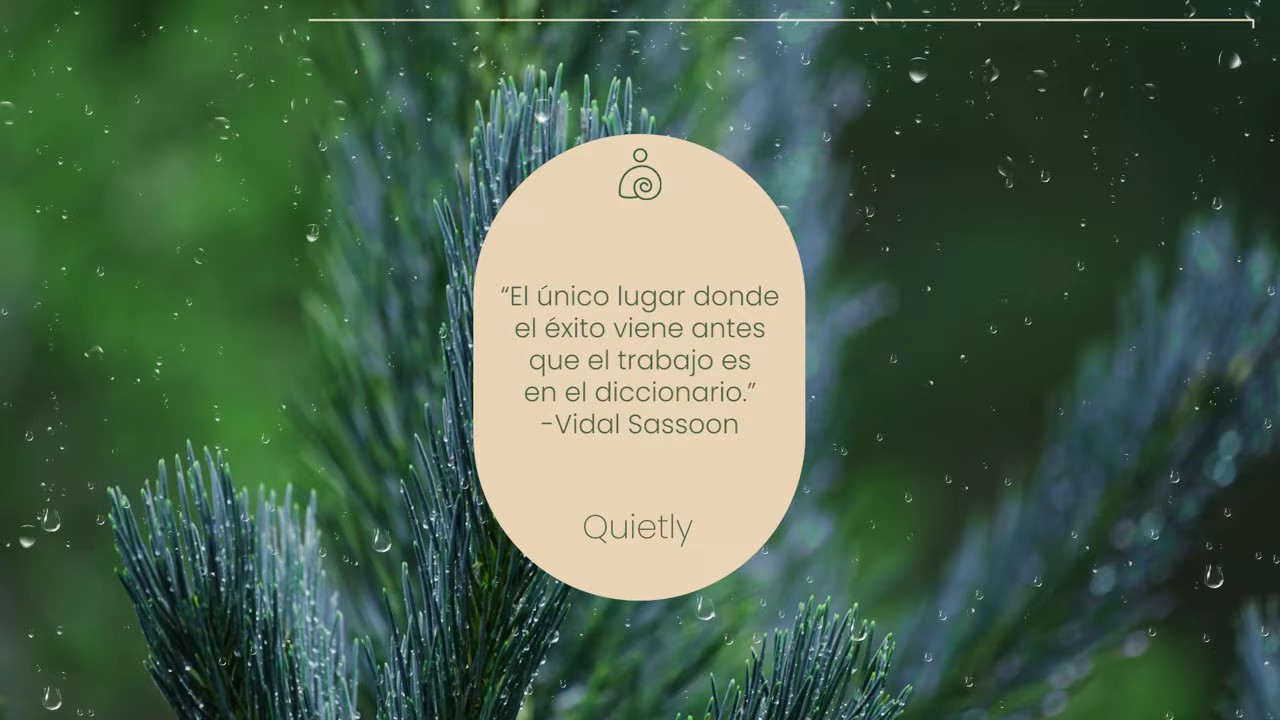 “El único lugar donde
el éxito viene antes
que el trabajo es
en el diccionario.”
-Vidal Sassoon
Quietly